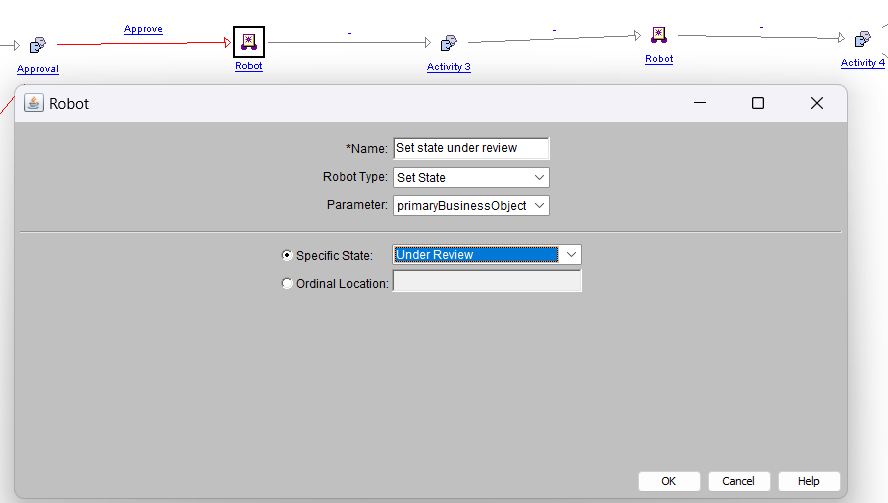 Approve
-
-
-
Approval
Robot
Activity 3
Robot
Activity 4
Robot
*Name: Set state under review
Robot Type: Set State
Parameter: primaryBusinessObject
Specific State: Under Review
Ordinal Location:
OK Cancel Help